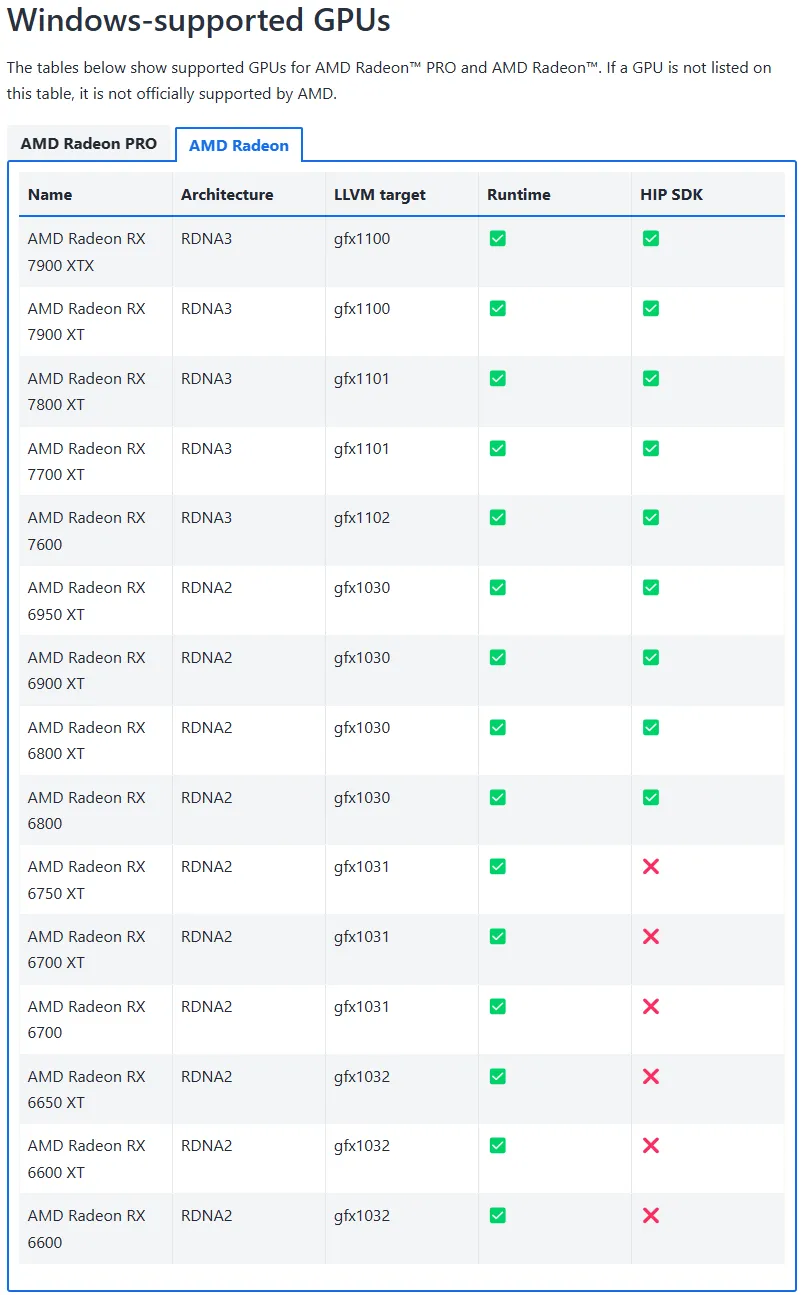 Windows-supported GPUs
The tables below show supported GPUs for AMD Radeon™ PRO and AMD Radeon™. If a GPU is not listed on
this table, it is not officially supported by AMD.
AMD Radeon PRO AMD Radeon
Name Architecture LLVM target Runtime HIP SDK
AMD Radeon RX RDNA3 gfx1100 ✅ ✅
7900 XTX
AMD Radeon RX RDNA3 gfx1100 ✅ ✅
7900 XT
AMD Radeon RX RDNA3 gfx1101 ✅ ✅
7800 XT
AMD Radeon RX RDNA3 gfx1101 ✅ ✅
7700 XT
AMD Radeon RX RDNA3 gfx1102 ✅ ✅
7600
AMD Radeon RX RDNA2 gfx1030 ✅ ✅
6950 XT
AMD Radeon RX RDNA2 gfx1030 ✅ ✅
6900 XT
AMD Radeon RX RDNA2 gfx1030 ✅ ✅
6800 XT
AMD Radeon RX RDNA2 gfx1030 ✅ ✅
6800
AMD Radeon RX RDNA2 gfx1031 ✅ ❌
6750 XT
AMD Radeon RX RDNA2 gfx1031 ✅ ❌
6700 XT
AMD Radeon RX RDNA2 gfx1031 ✅ ❌
6700
AMD Radeon RX RDNA2 gfx1032 ✅ ❌
6650 XT
AMD Radeon RX RDNA2 gfx1032 ✅ ❌
6600 XT
AMD Radeon RX RDNA2 gfx1032 ✅ ❌
6600